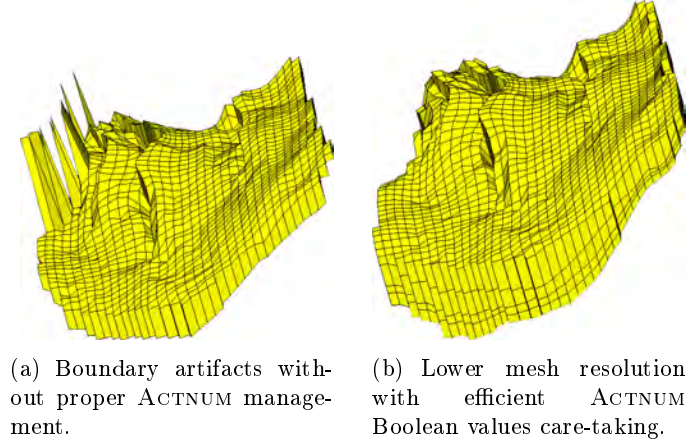 (a) Boundary artifacts with-
out proper ACTNUM manage-
ment.
(b) Lower mesh resolution
with efficient ACTNUM
Boolean values care-taking.